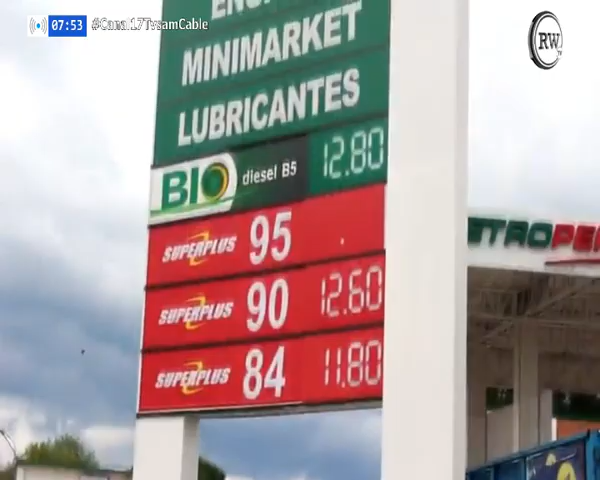 07:53 #Canal17TvsamCable
RW
TV
MINIMARKET
LUBRICANTES
BIO diesel B5 12.80
SUPERPLUS 95
SUPERPLUS 90 12.60
SUPERPLUS 84 11.80